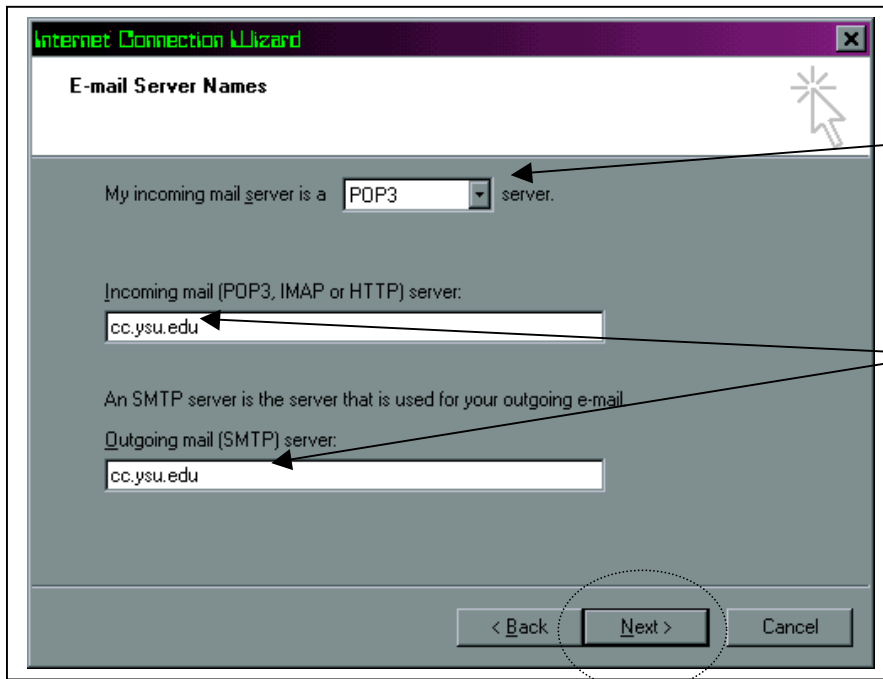 Internet Connection Wizard
E-mail Server Names
My incoming mail server is a POP3 server.
Incoming mail (POP3, IMAP or HTTP) server:
cc.ysu.edu
An SMTP server is the server that is used for your outgoing e-mail
Outgoing mail (SMTP) server:
cc.ysu.edu
< Back Next > Cancel